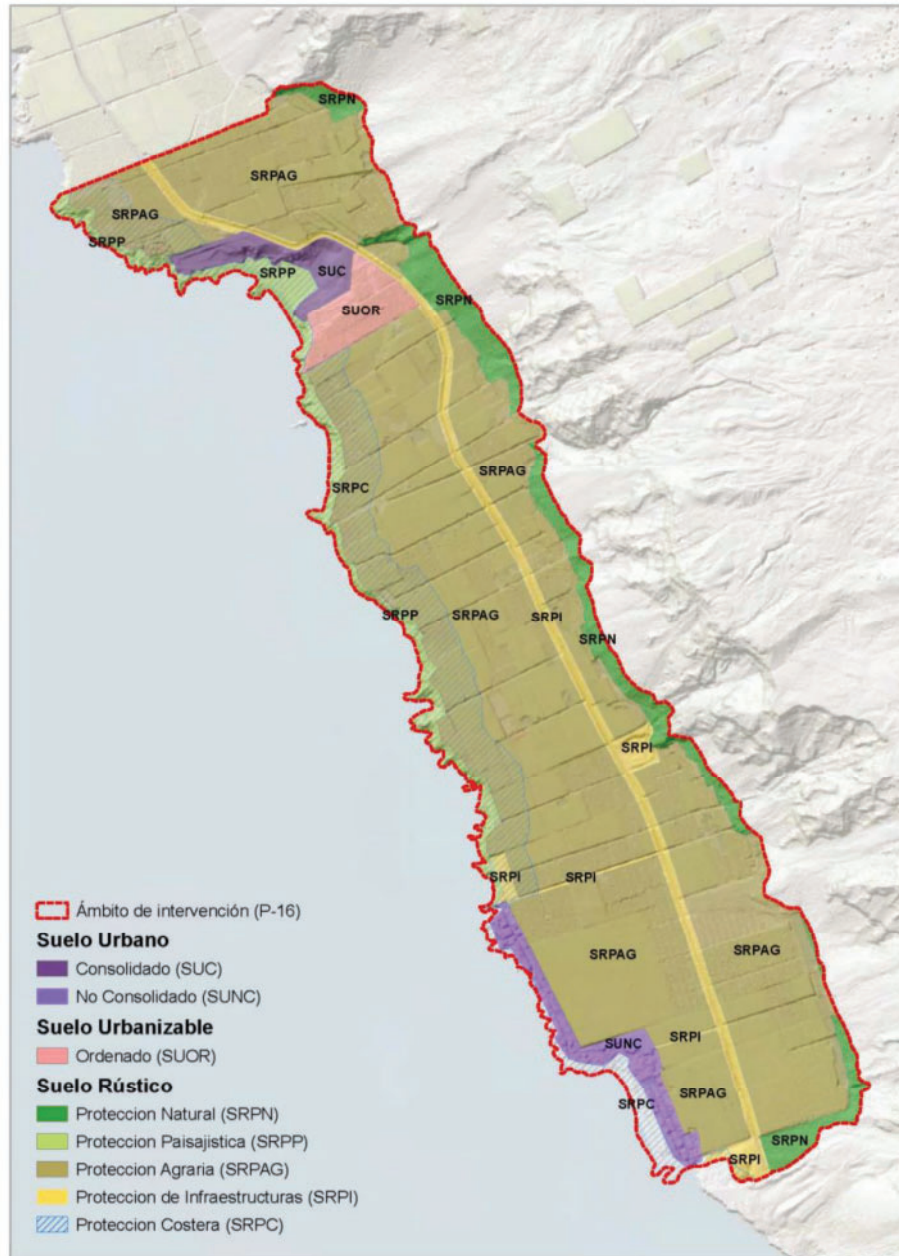 SRPN
SRPAG
SRPAG
SRPP
SRPP
SUC
SRPN
SUOR
SRPAG
SRPC
SRPP
SRPAG
SRPI
SRPN
SRPI
SRPI
SRPI
SRPAG
SRPAG
SRPI
SUNC
SRPAG
SRPC
SRPN
SRPI
Ámbito de intervención (P-16)
Suelo Urbano
Consolidado (SUC)
No Consolidado (SUNC)
Suelo Urbanizable
Ordenado (SUOR)
Suelo Rústico
Proteccion Natural (SRPN)
Proteccion Paisajistica (SRPP)
Proteccion Agraria (SRPAG)
Proteccion de Infraestructuras (SRPI)
Proteccion Costera (SRPC)